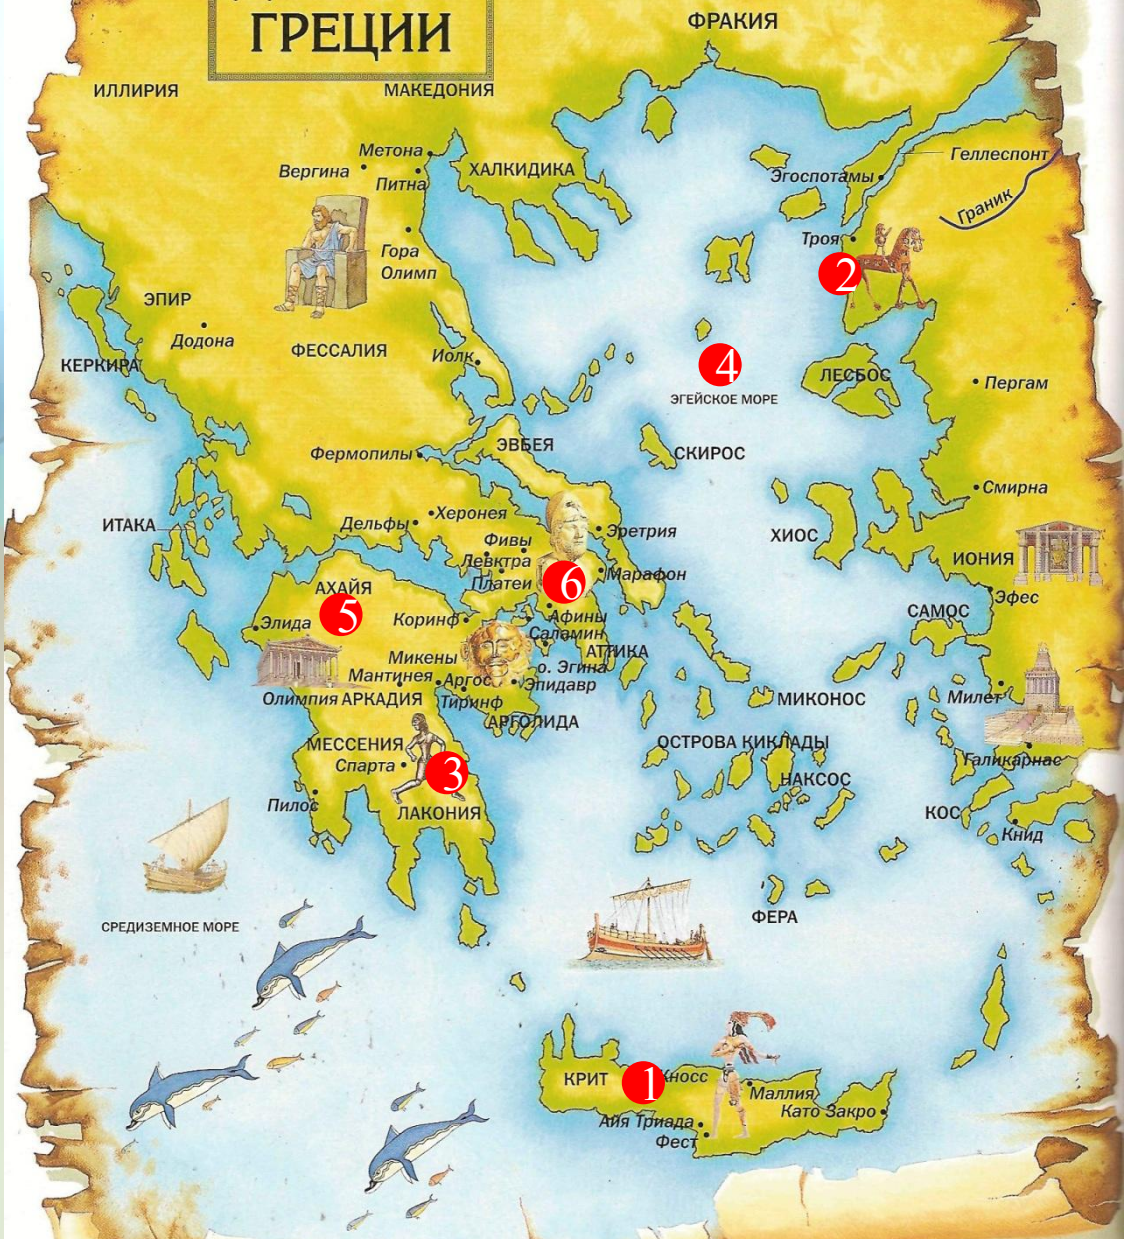 ГРЕЦИИ
ФРАКИЯ
ИЛЛИРИЯ
МАКЕДОНИЯ
Метона
Вергина
Питна
ХАЛКИДИКА
Геллеспонт
Эгоспотамы
Граник
Троя
2
Гора
Олимп
ЭПИР
Додона
КЕРКИРА
ФЕССАЛИЯ
Иолк
4
ЭГЕЙСКОЕ МОРЕ
ЛЕСБОС
Пергам
ЭВБЕЯ
Фермопилы
СКИРОС
Смирна
ИТАКА
Дельфы
Херонея
Фивы
Левктра
Платеи
Эретрия
Марафон
6
ХИОС
ИОНИЯ
Эфес
САМОС
АХАЙЯ
5
Элида
Коринф
Афины
Саламин
АТТИКА
Микены
о. Эгина
Мантинея
Аргос
Эпидавр
Олимпия
АРКАДИЯ
Тиринф
АРГОЛИДА
МИКОНОС
Милет
МЕССЕНИЯ
Спарта
3
ОСТРОВА КИКЛАДЫ
Галикарнас
НАКСОС
Пилос
ЛАКОНИЯ
КОС
Книд
ФЕРА
СРЕДИЗЕМНОЕ МОРЕ
КРИТ
1
Кносс
Маллия
Като Закро
Айя Триада
Фест